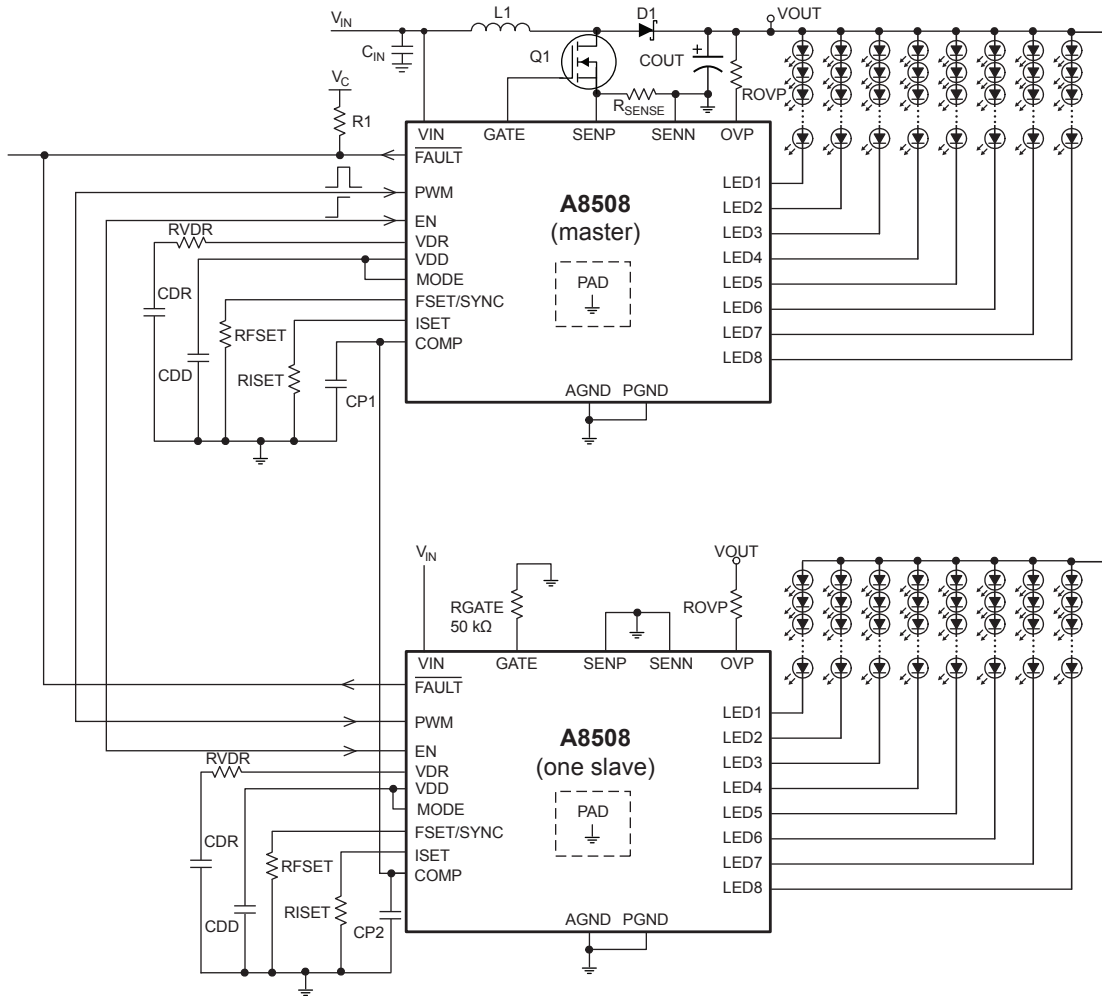 L1
D1
VOUT
VIN
CIN
Q1
COUT
+
ROVP
VC
RSENSE
R1
VIN
GATE
SENP
SENN
OVP
FAULT
PWM
EN
VDR
VDD
MODE
FSET/SYNC
ISET
COMP
A8508
(master)
PAD
LED1
LED2
LED3
LED4
LED5
LED6
LED7
LED8
RVDR
CDR
RFSET
CDD
RISET
CP1
AGND
PGND
VIN
VOUT
RGATE
50 kΩ
ROVP
VIN
GATE
SENP
SENN
OVP
FAULT
PWM
EN
VDR
VDD
MODE
FSET/SYNC
ISET
COMP
A8508
(one slave)
PAD
LED1
LED2
LED3
LED4
LED5
LED6
LED7
LED8
RVDR
CDR
RFSET
CDD
RISET
CP2
AGND
PGND